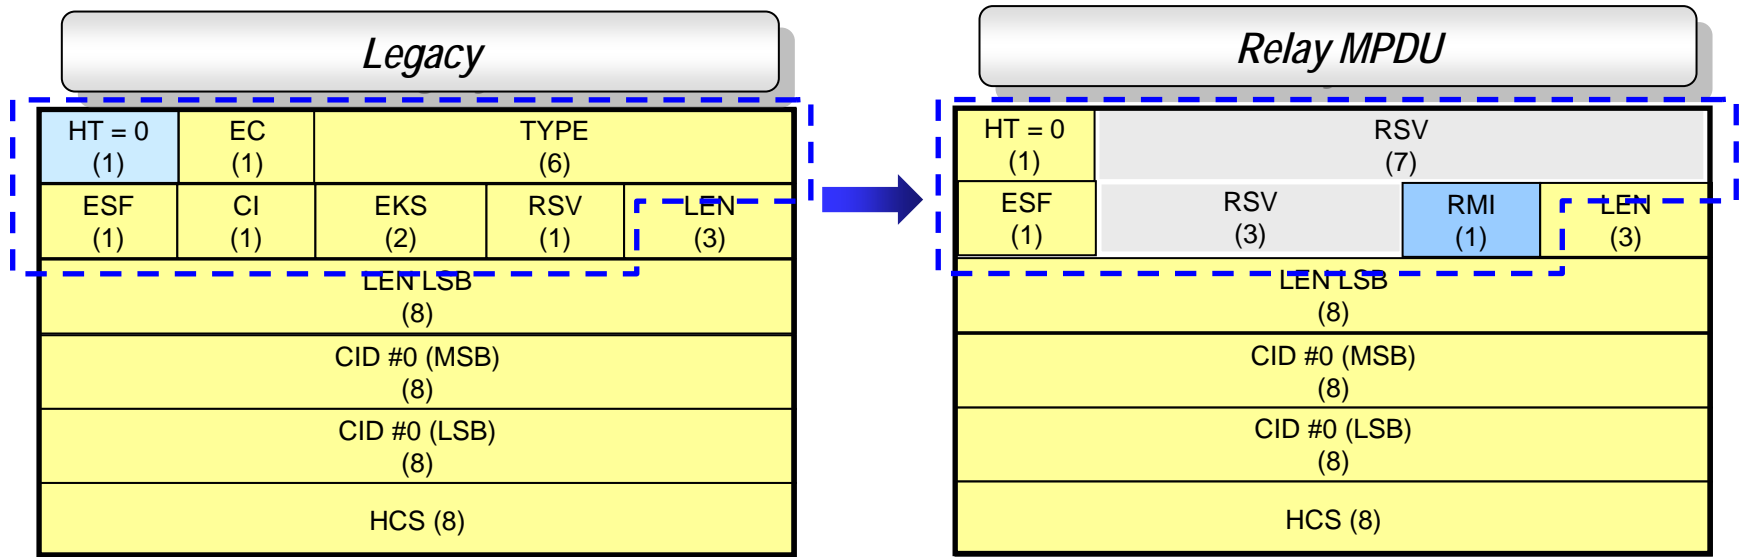 Legacy
HT = 0
(1)
EC
(1)
TYPE
(6)
ESF
(1)
CI
(1)
EKS
(2)
RSV
(1)
LEN
(3)
LEN LSB
(8)
CID #0 (MSB)
(8)
CID #0 (LSB)
(8)
HCS (8)
Relay MPDU
HT = 0
(1)
RSV
(7)
ESF
(1)
RSV
(3)
RMI
(1)
LEN
(3)
LEN LSB
(8)
CID #0 (MSB)
(8)
CID #0 (LSB)
(8)
HCS (8)